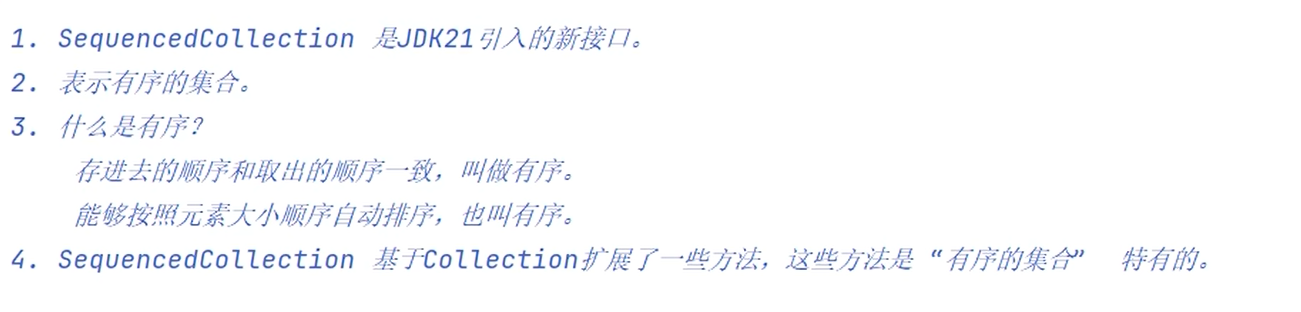 1. SequencedCollection 是JDK21引入的新接口。
2. 表示有序的集合。
3. 什么是有序？
存进去的顺序和取出的顺序一致，叫做有序。
能够按照元素大小顺序自动排序，也叫有序。
4. SequencedCollection 基于Collection扩展了一些方法，这些方法是 “有序的集合” 特有的。